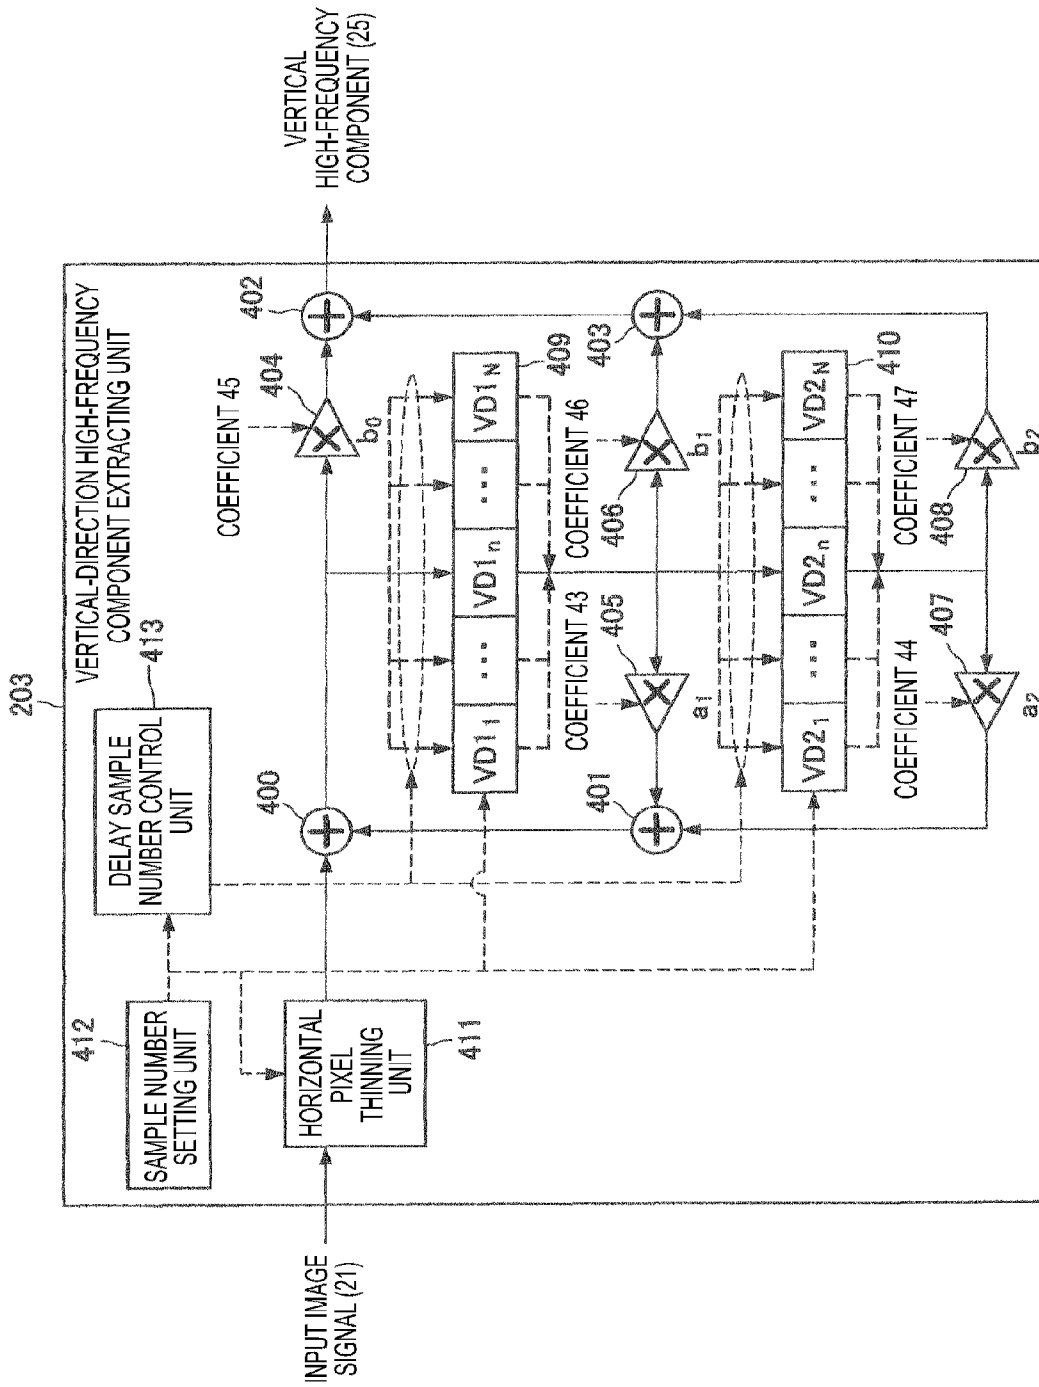 203
VERTICAL-DIRECTION HIGH-FREQUENCY
COMPONENT EXTRACTING UNIT
412
SAMPLE NUMBER
SETTING UNIT
413
DELAY SAMPLE
NUMBER CONTROL
UNIT
INPUT IMAGE
SIGNAL (21)
HORIZONTAL
PIXEL
THINNING
UNIT
411
400
COEFFICIENT 45
404
b0
402
VERTICAL
HIGH-FREQUENCY
COMPONENT (25)
VD11
...
VD1n
...
VD1N
409
401
COEFFICIENT 43
405
a1
COEFFICIENT 46
406
b1
403
VD21
...
VD2n
...
VD2N
410
COEFFICIENT 44
407
a2
COEFFICIENT 47
408
b2